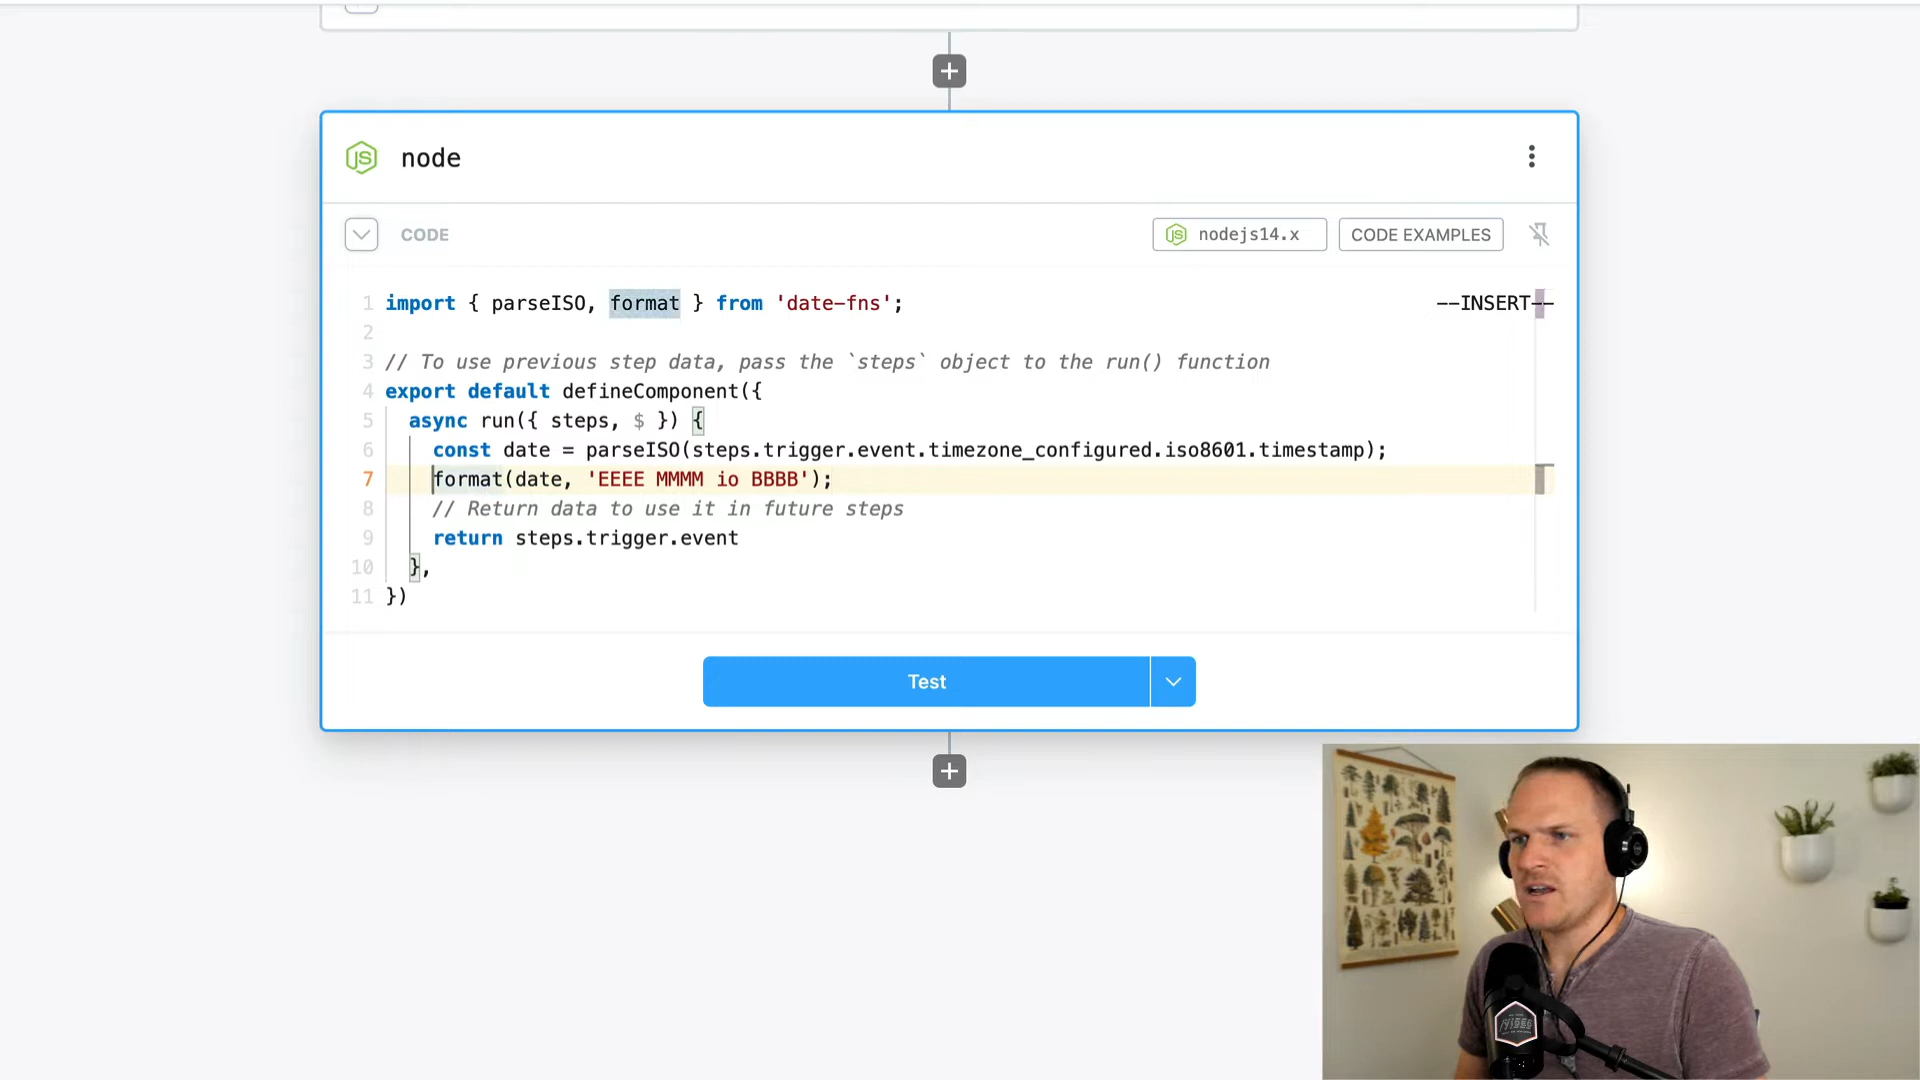 node
CODE
nodejs14.x
CODE EXAMPLES
1 import { parseISO, format } from 'date-fns';
--INSERT--
2
3 // To use previous step data, pass the `steps` object to the run() function
4 export default defineComponent({
5 async run({ steps, $ }) {
6 const date = parseISO(steps.trigger.event.timezone_configured.iso8601.timestamp);
7 format(date, 'EEEE MMMM io BBBB');
8 // Return data to use it in future steps
9 return steps.trigger.event
10 },
11 })
Test